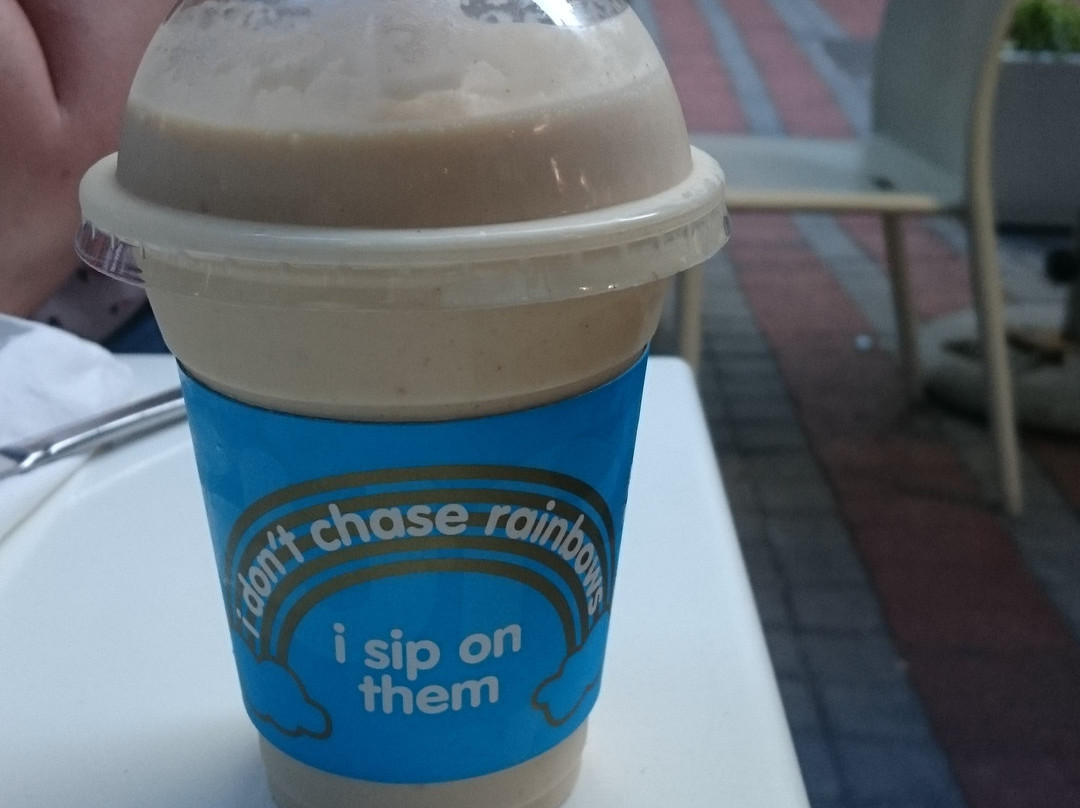 i don't chase rainbows
i sip on
them